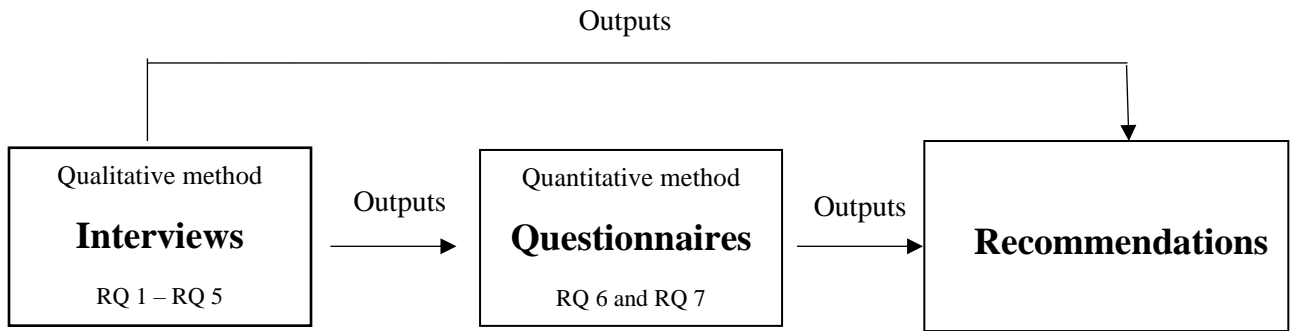 Outputs
Qualitative method
Interviews
RQ 1 – RQ 5
Outputs
Quantitative method
Questionnaires
RQ 6 and RQ 7
Outputs
Recommendations